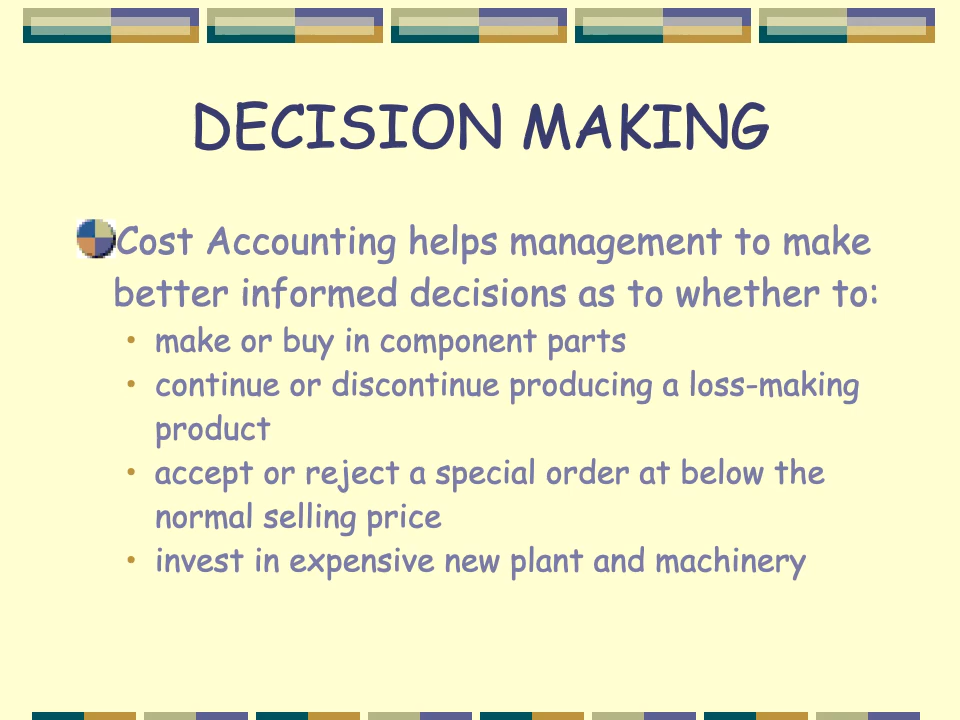 DECISION MAKING
Cost Accounting helps management to make
better informed decisions as to whether to:
• make or buy in component parts
• continue or discontinue producing a loss-making
product
• accept or reject a special order at below the
normal selling price
• invest in expensive new plant and machinery